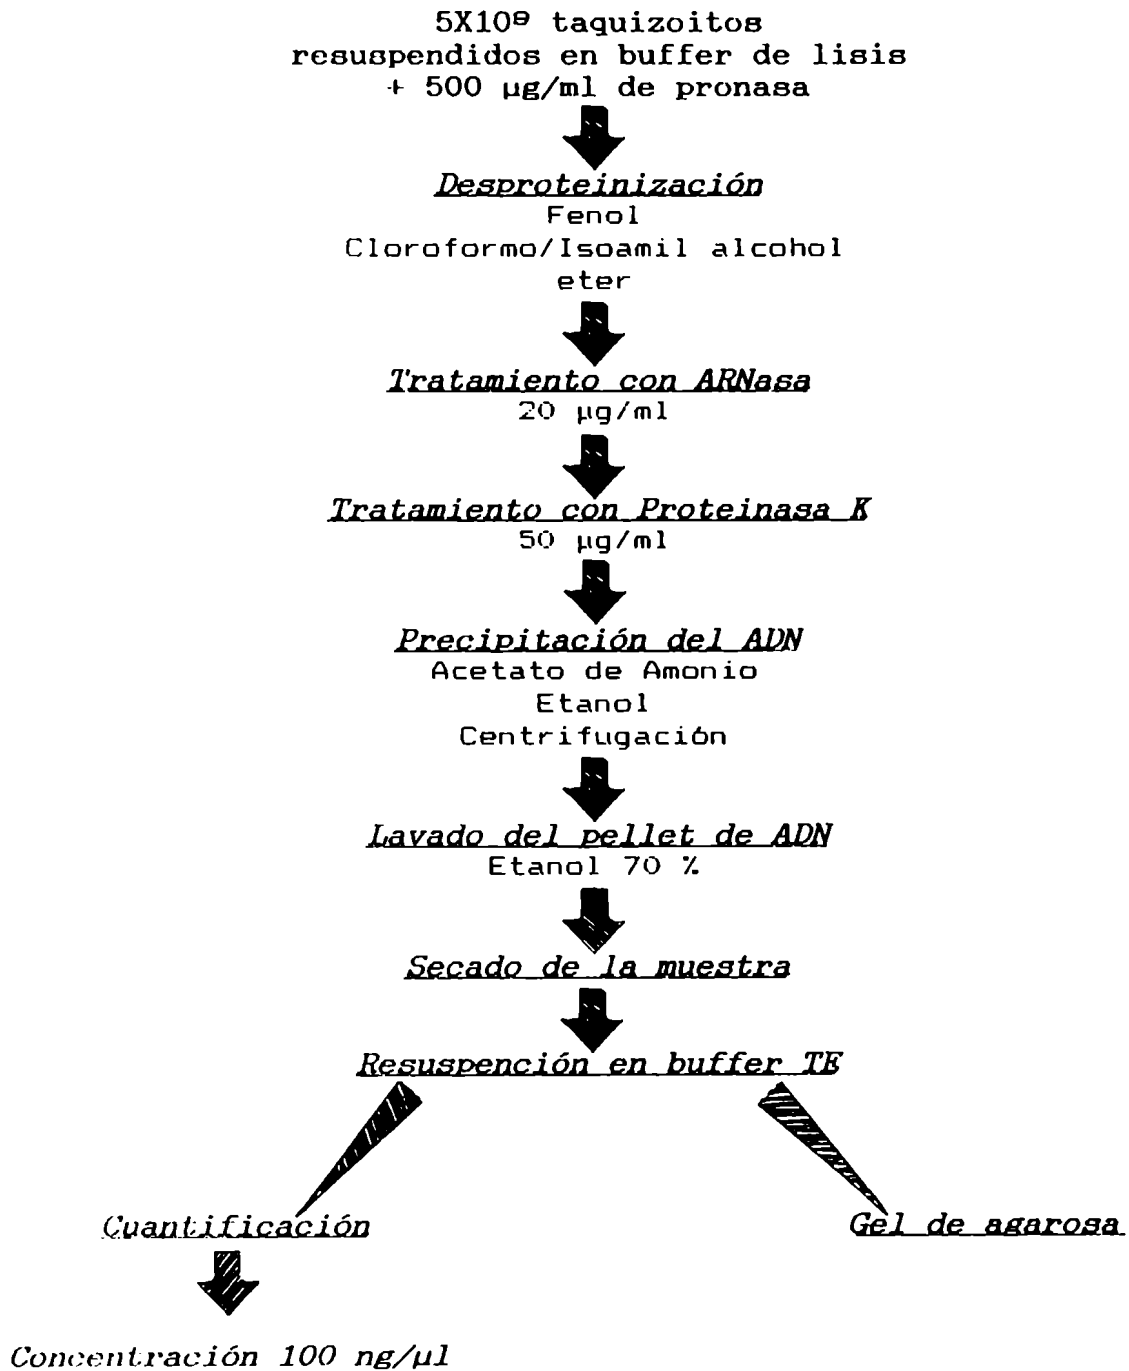 5X10⁹ taquizoitos
resuspendidos en buffer de lisis
+ 500 µg/ml de pronasa
Desproteinización
Fenol
Cloroformo/Isoamil alcohol
eter
Tratamiento con ARNasa
20 µg/ml
Tratamiento con Proteinasa K
50 µg/ml
Precipitación del ADN
Acetato de Amonio
Etanol
Centrifugación
Lavado del pellet de ADN
Etanol 70 %
Secado de la muestra
Resuspención en buffer TE
Cuantificación
Gel de agarosa
Concentración 100 ng/µl